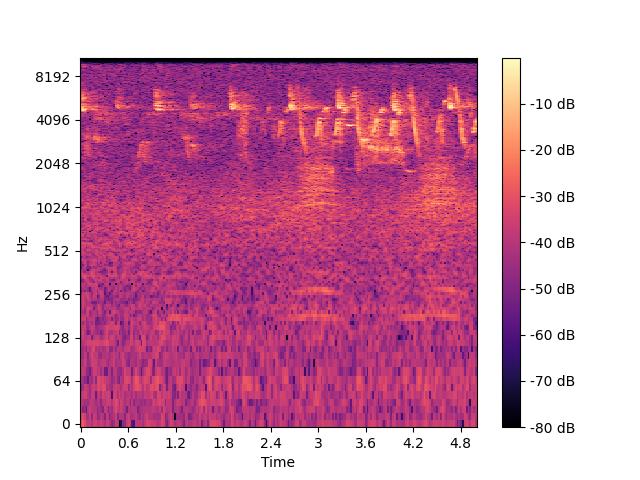 8192
4096
2048
1024
512
256
128
64
0
Hz
0 0.6 1.2 1.8 2.4 3 3.6 4.2 4.8
Time
-10 dB
-20 dB
-30 dB
-40 dB
-50 dB
-60 dB
-70 dB
-80 dB